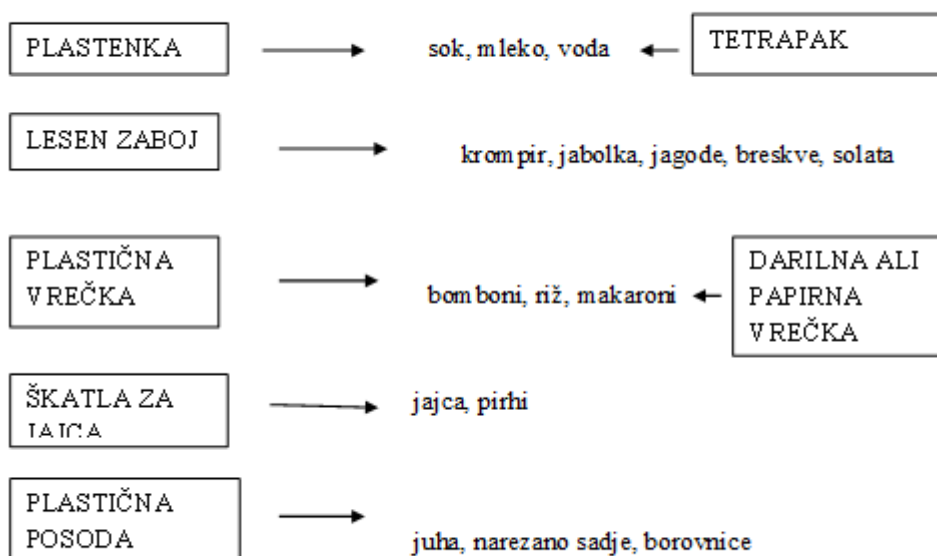 PLASTENKA
sok, mleko, voda
TETRAPAK
LESEN ZABOJ
krompir, jabolka, jagode, breskve, solata
PLASTIČNA
VREČKA
bomboni, riž, makaroni
DARILNA ALI
PAPIRNA
VREČKA
ŠKATLA ZA
JAJCA
jajca, pirhi
PLASTIČNA
POSODA
juha, narezano sadje, borovnice